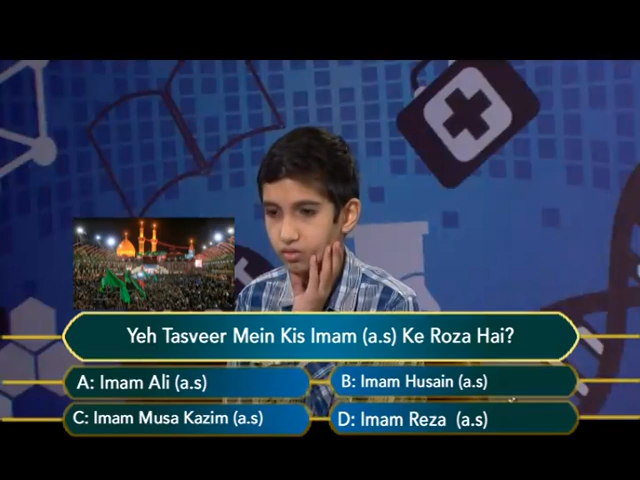 Yeh Tasveer Mein Kis Imam (a.s) Ke Roza Hai?
A: Imam Ali (a.s)
B: Imam Husain (a.s)
C: Imam Musa Kazim (a.s)
D: Imam Reza (a.s)